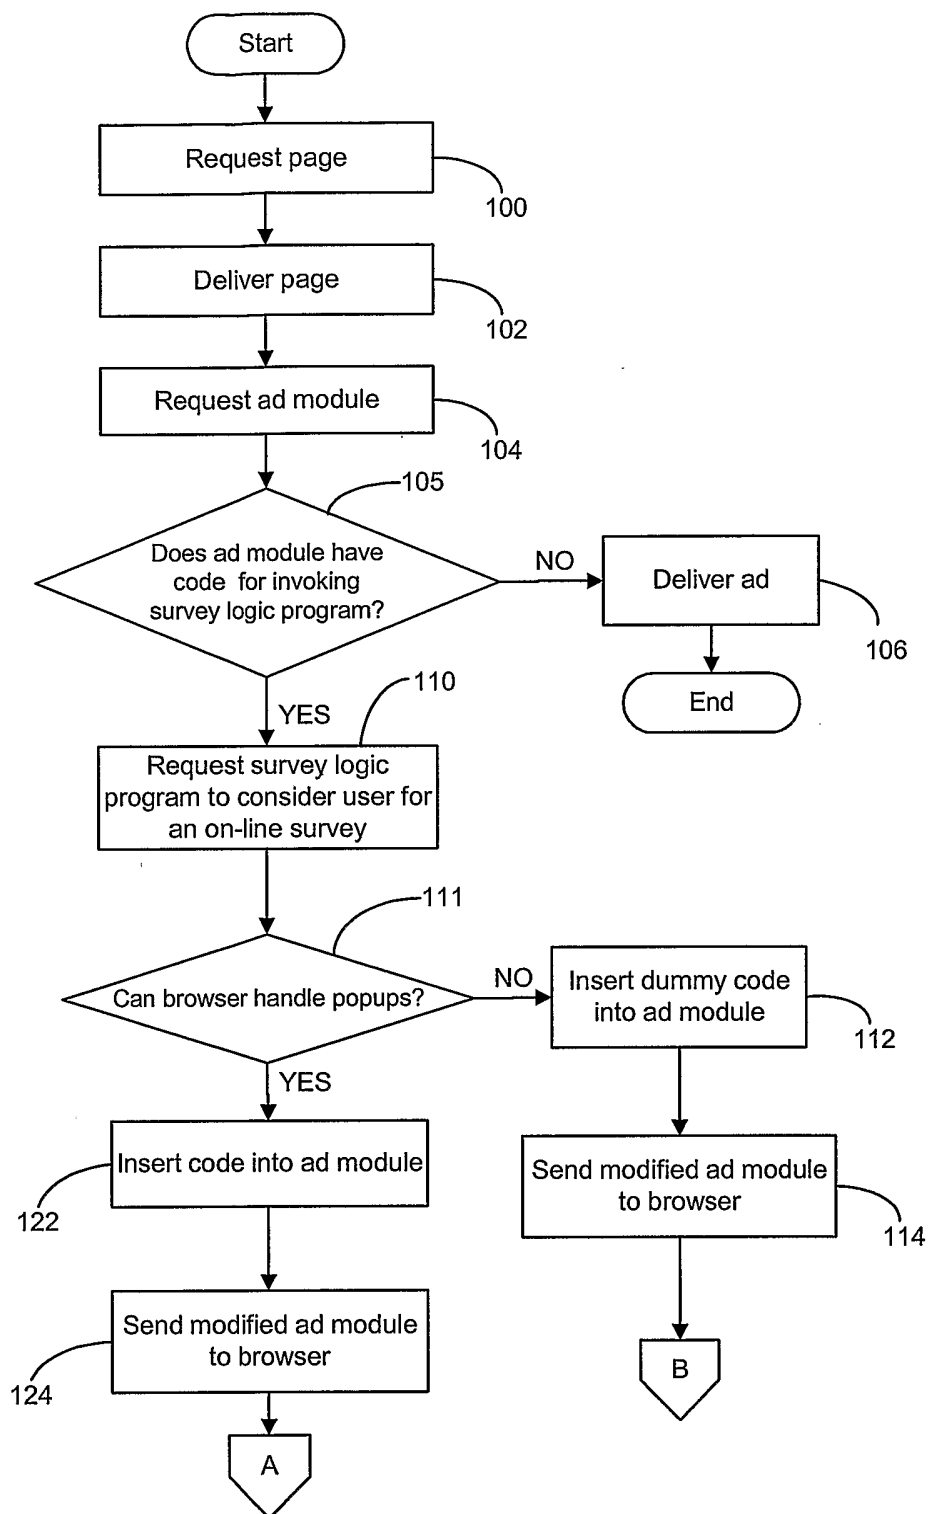 Start
Request page
100
Deliver page
102
Request ad module
104
105
Does ad module have
code for invoking
survey logic program?
NO
Deliver ad
106
End
YES
110
Request survey logic
program to consider user for
an on-line survey
111
Can browser handle popups?
NO
Insert dummy code
into ad module
112
YES
Insert code into ad module
122
Send modified ad module
to browser
114
Send modified ad module
to browser
124
B
A